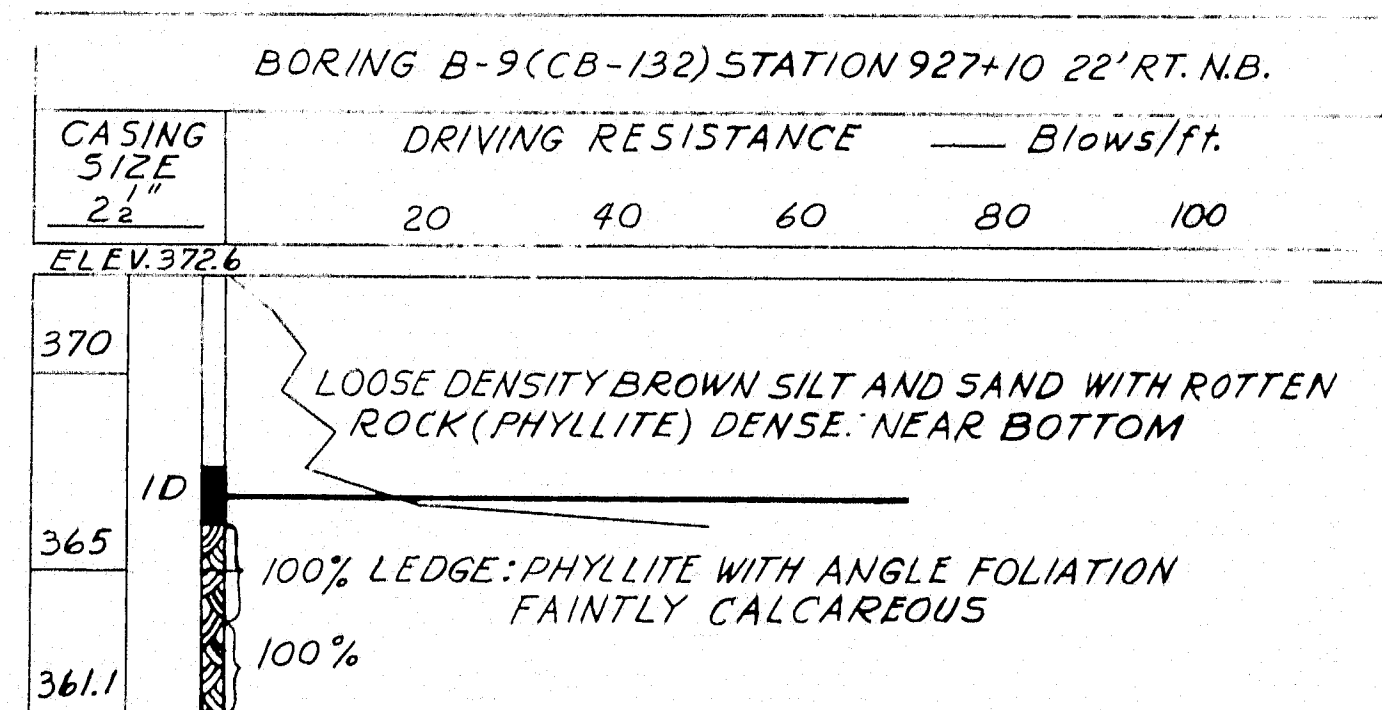 BORING B-9(CB-132) STATION 927+10 22' RT. N.B.
CASING SIZE 2 1/2"
DRIVING RESISTANCE — Blows/ft.
20 40 60 80 100
ELEV. 372.6
370
LOOSE DENSITY BROWN SILT AND SAND WITH ROTTEN
ROCK (PHYLLITE) DENSE. NEAR BOTTOM
1D
365
100% LEDGE: PHYLLITE WITH ANGLE FOLIATION
FAINTLY CALCAREOUS
100%
361.1